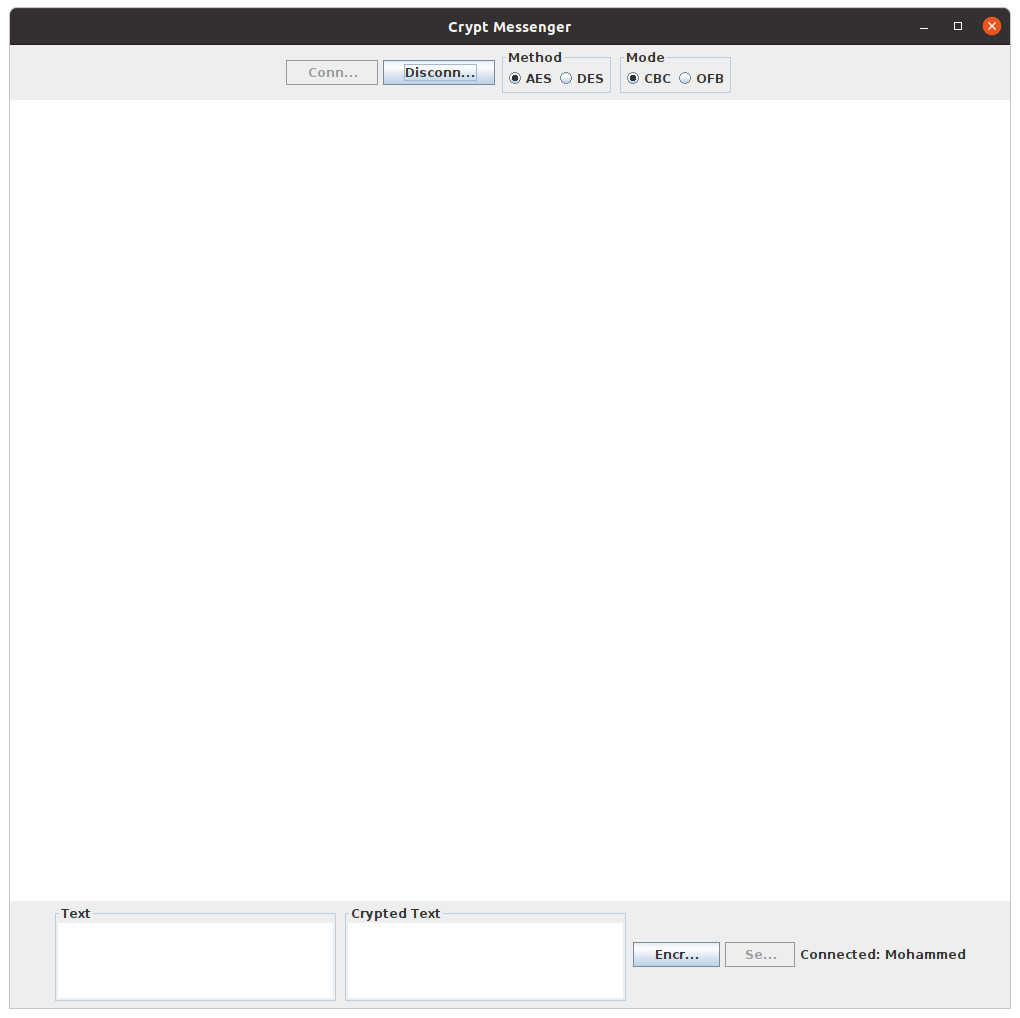 Crypt Messenger
Conn... Disconn... Method AES DES Mode CBC OFB
Text Crypted Text
Encr... Se... Connected: Mohammed